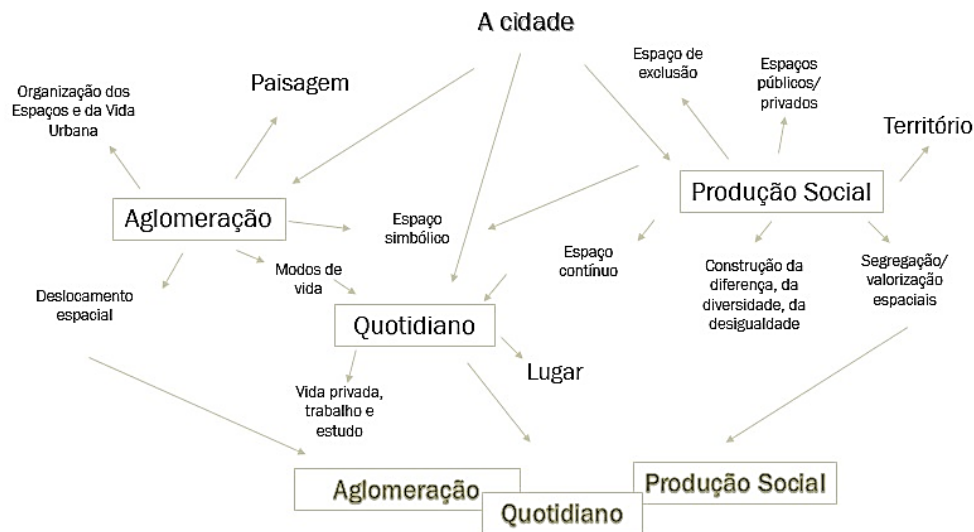 A cidade
Espaço de
exclusão
Espaços
públicos/
privados
Paisagem
Organização dos
Espaços e da Vida
Urbana
Território
Aglomeração
Produção Social
Espaço
simbólico
Espaço
contínuo
Modos de
vida
Construção da
diferença, da
diversidade, da
desigualdade
Segregação/
valorização
espaciais
Deslocamento
espacial
Quotidiano
Lugar
Vida privada,
trabalho e
estudo
Aglomeração
Quotidiano
Produção Social